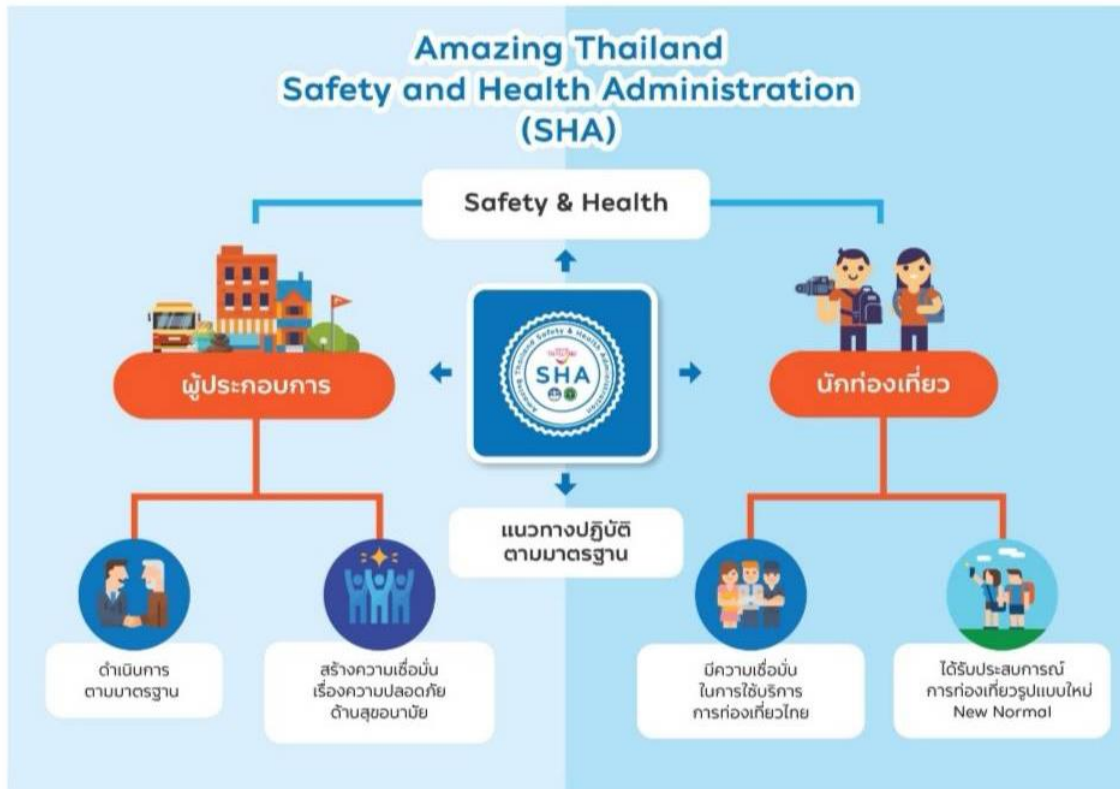 Amazing Thailand
Safety and Health Administration
(SHA)
Safety & Health
Amazing Thailand Safety & Health Administration
SHA
ผู้ประกอบการ
นักท่องเที่ยว
แนวทางปฏิบัติ
ตามมาตรฐาน
ดำเนินการ
ตามมาตรฐาน
สร้างความเชื่อมั่น
เรื่องความปลอดภัย
ด้านสุขอนามัย
มีความเชื่อมั่น
ในการใช้บริการ
การท่องเที่ยวไทย
ได้รับประสบการณ์
การท่องเที่ยวรูปแบบใหม่
New Normal